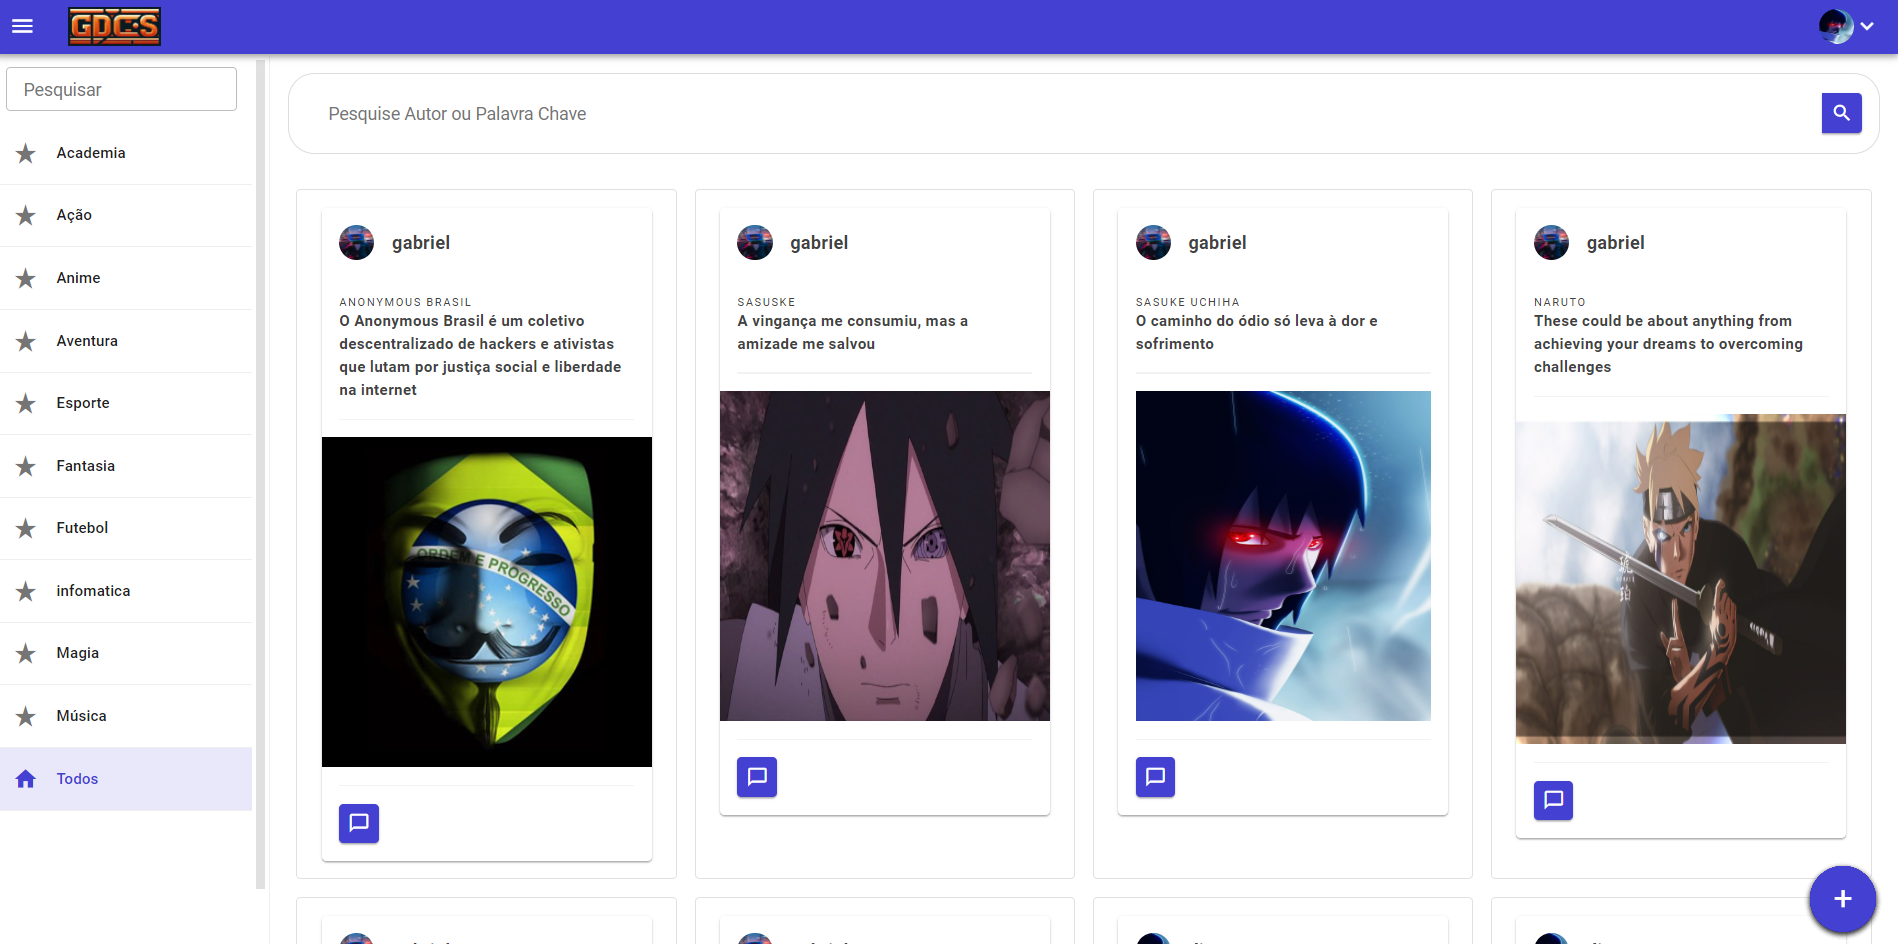 GDCS
Pesquisar
Pesquise Autor ou Palavra Chave
Academia
Ação
Anime
Aventura
Esporte
Fantasia
Futebol
infomatica
Magia
Música
Todos
gabriel
ANONYMOUS BRASIL
O Anonymous Brasil é um coletivo
descentralizado de hackers e ativistas
que lutam por justiça social e liberdade
na internet
ORDEM E PROGRESSO
gabriel
SASUSKE
A vingança me consumiu, mas a
amizade me salvou
gabriel
SASUKE UCHIHA
O caminho do ódio só leva à dor e
sofrimento
gabriel
NARUTO
These could be about anything from
achieving your dreams to overcoming
challenges